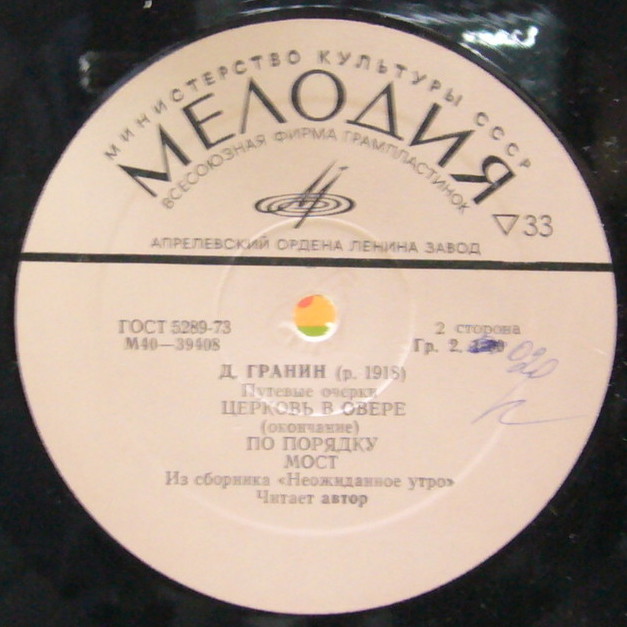 МИНИСТЕРСТВО КУЛЬТУРЫ СССР
МЕЛОДИЯ
ВСЕСОЮЗНАЯ ФИРМА ГРАМПЛАСТИНОК
▽33
АПРЕЛЕВСКИЙ ОРДЕНА ЛЕНИНА ЗАВОД
ГОСТ 5289-73
М40—39408
2 сторона
Гр. 2.
Д. ГРАНИН (р. 1918)
Путевые очерки
ЦЕРКОВЬ В ОВЕРЕ
(окончание)
ПО ПОРЯДКУ
МОСТ
Из сборника «Неожиданное утро»
Читает автор